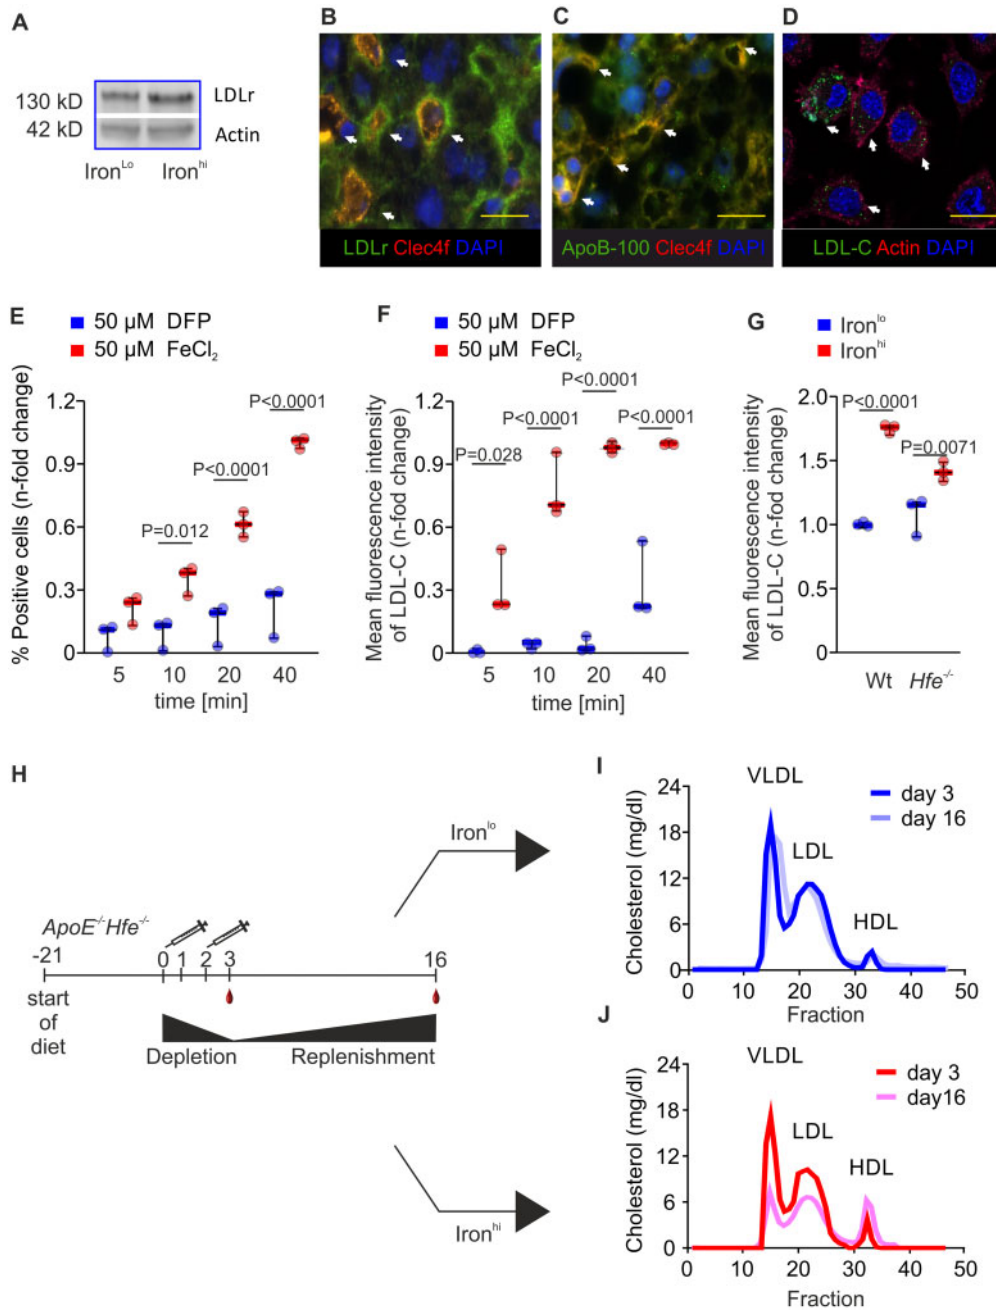 A
130 kD
LDLr
42 kD
Actin
Iron^Lo Iron^hi
B
LDLr Clec4f DAPI
C
ApoB-100 Clec4f DAPI
D
LDL-C Actin DAPI
E
50 µM DFP
50 µM FeCl₂
% Positive cells (n-fold change)
1.2
0.9
0.6
0.3
0
P=0.012
P<0.0001
P<0.0001
5 10 20 40
time [min]
F
50 µM DFP
50 µM FeCl₂
Mean fluorescence intensity
of LDL-C (n-fod change)
1.2
0.9
0.6
0.3
0
P=0.028
P<0.0001
P<0.0001
P<0.0001
5 10 20 40
time [min]
G
Iron^lo
Iron^hi
Mean fluorescence intensity
of LDL-C (n-fod change)
2.0
1.5
1.0
0.5
0
P<0.0001
P=0.0071
Wt Hfe^-/-
H
Iron^lo
ApoE^-/-Hfe^-/-
-21 0 1 2 3 16
start
of
diet
Depletion Replenishment
Iron^hi
I
VLDL
LDL
HDL
day 3
day 16
Cholesterol (mg/dl)
24
18
12
6
0
0 10 20 30 40 50
Fraction
J
VLDL
LDL
HDL
day 3
day16
Cholesterol (mg/dl)
24
18
12
6
0
0 10 20 30 40 50
Fraction